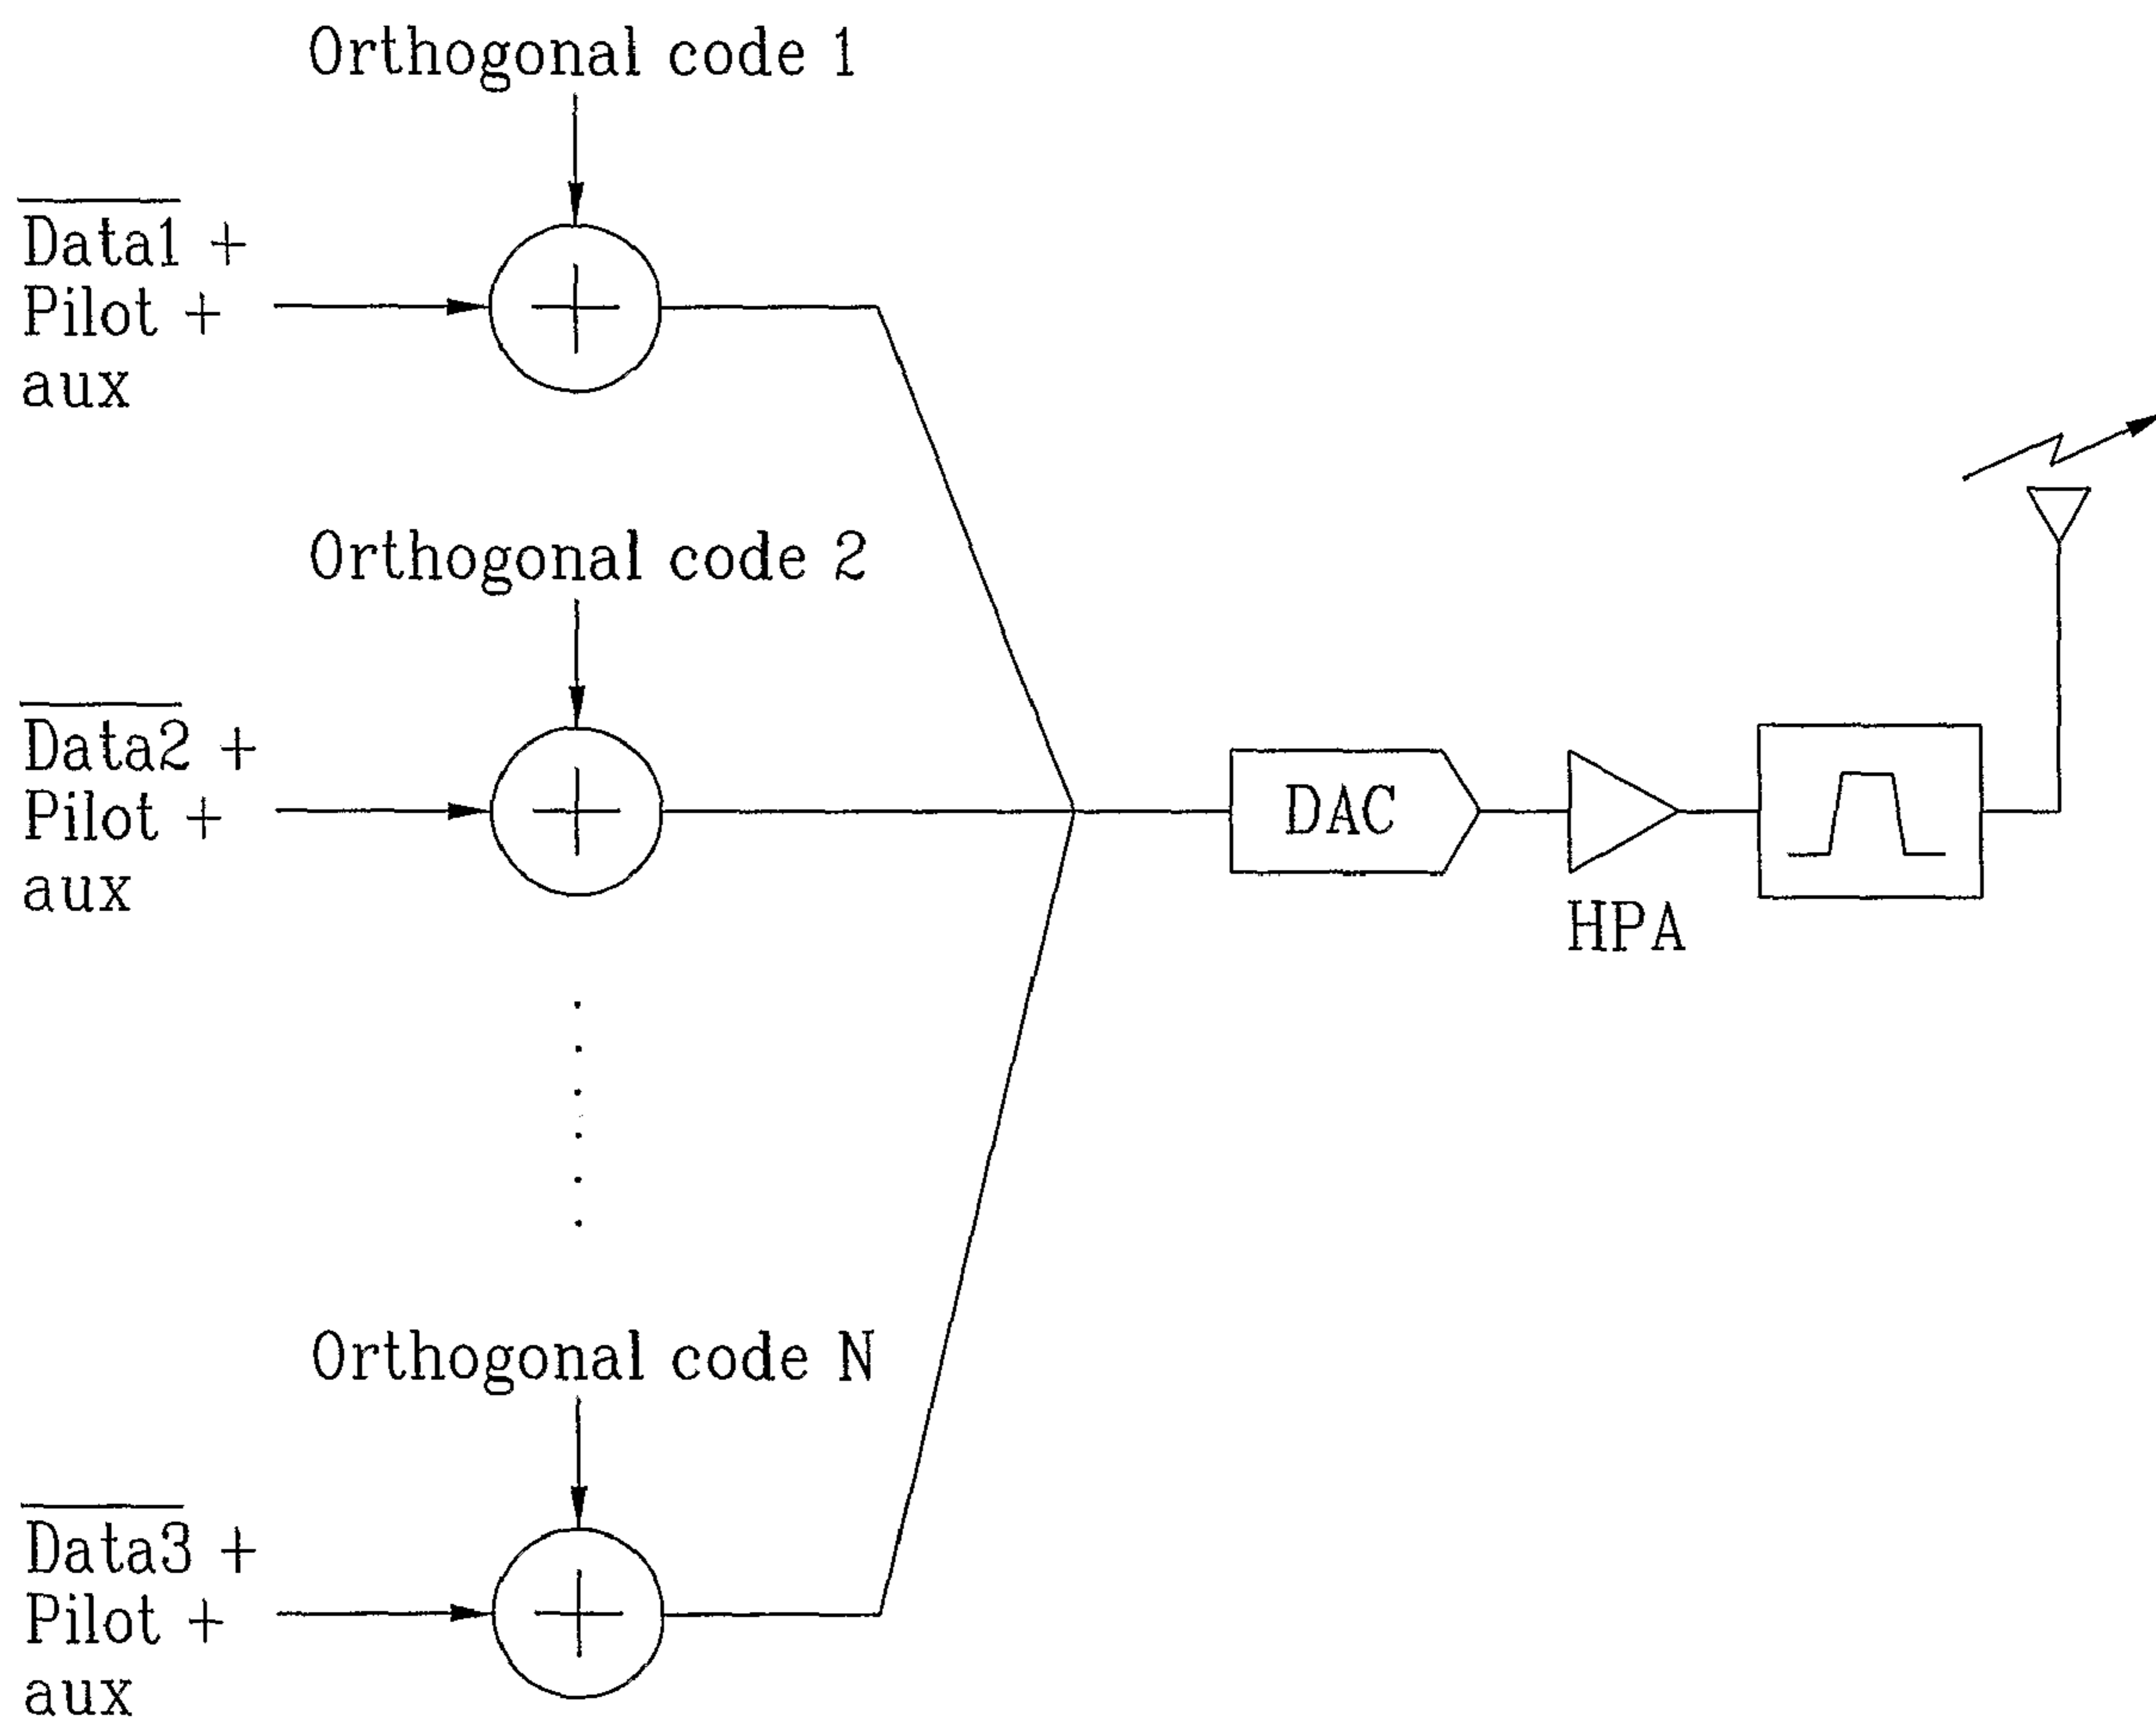 Orthogonal code 1
Data1 +
Pilot +
aux
Orthogonal code 2
Data2 +
Pilot +
aux
DAC
HPA
Orthogonal code N
Data3 +
Pilot +
aux